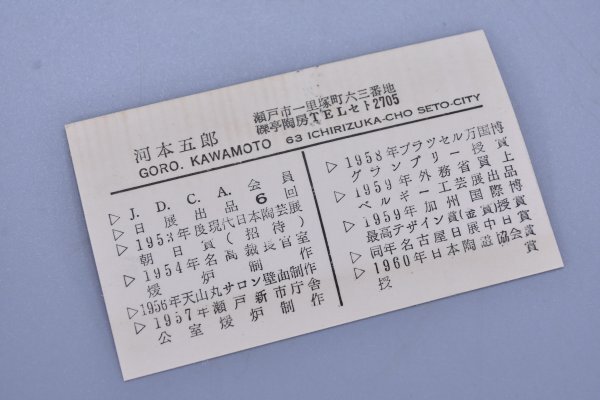 河本五郎
GORO. KAWAMOTO
瀬戸市一里塚町六三番地
陶房TELセト2705
63 ICHIRIZUKA-CHO SETO-CITY
▷J.D.C.A.会員
▷日展出品6回
▷1953年度現代日本陶芸展
朝日賞(招待)
▷1954年名高裁長官室
煖炉制作
▷1956年天山丸サロン壁面制作
▷1957年瀬戸新市庁舎
公室煖炉制作
▷1958年ブラッセル万国博
グランプリー授賞
▷1959年外務省買上
ベルギー工芸展出品
▷1959年加州国際博
最高デザイン賞(金賞)授賞
▷同年名古屋日展中日賞
▷1960年日本陶造協会賞
授賞